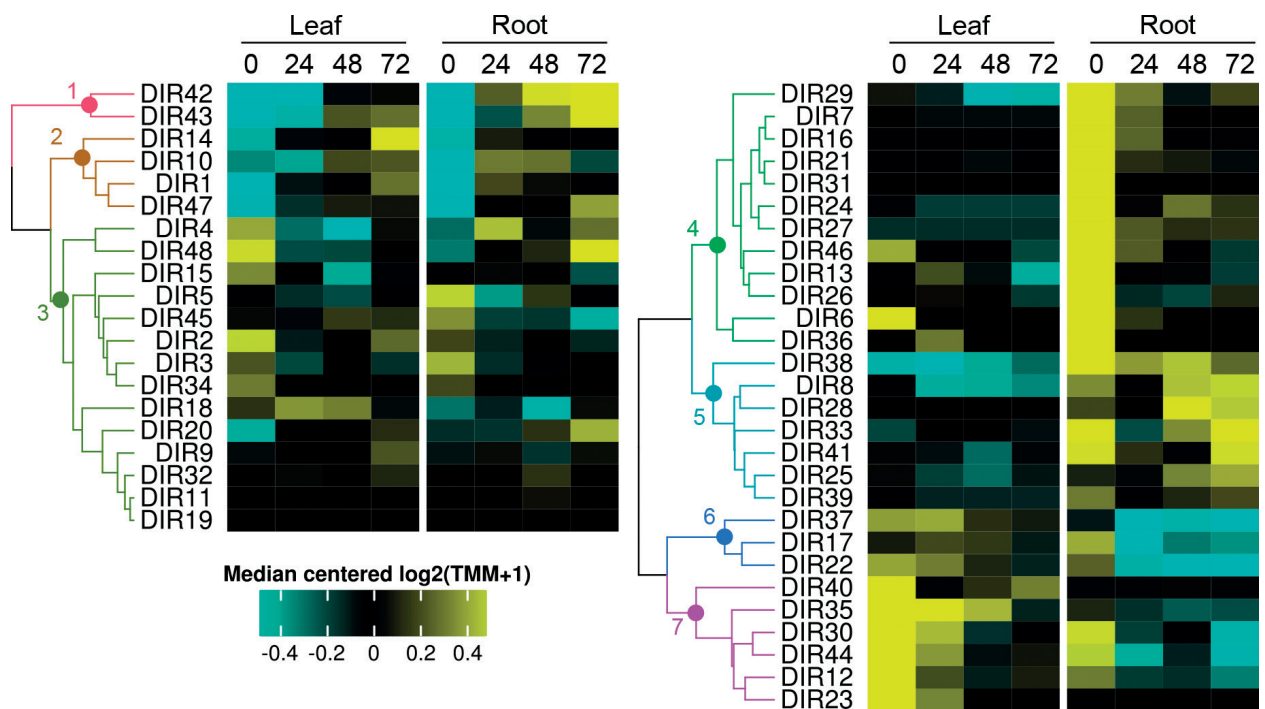 Leaf Root
0 24 48 72 0 24 48 72
1
DIR42
DIR43
2
DIR14
DIR10
DIR1
DIR47
DIR4
DIR48
DIR15
3
DIR5
DIR45
DIR2
DIR3
DIR34
DIR18
DIR20
DIR9
DIR32
DIR11
DIR19
Median centered log2(TMM+1)
-0.4 -0.2 0 0.2 0.4
Leaf Root
0 24 48 72 0 24 48 72
DIR29
DIR7
DIR16
DIR21
DIR31
DIR24
4
DIR27
DIR46
DIR13
DIR26
DIR6
DIR36
DIR38
DIR8
5
DIR28
DIR33
DIR41
DIR25
DIR39
6
DIR37
DIR17
DIR22
DIR40
7
DIR35
DIR30
DIR44
DIR12
DIR23